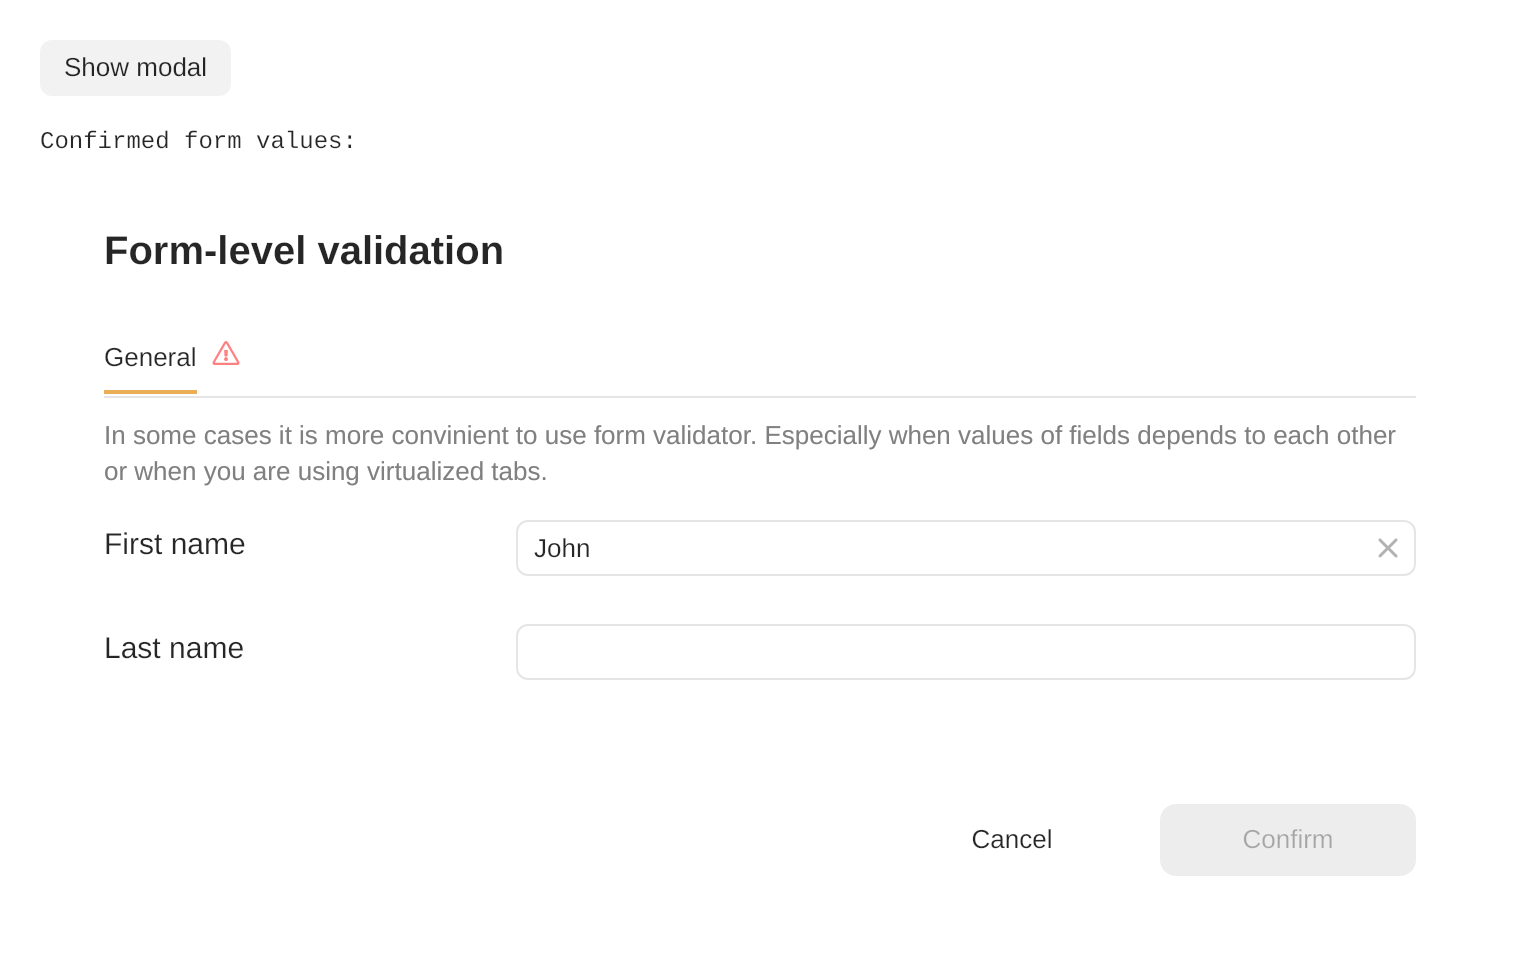 Show modal
Confirmed form values:
Form-level validation
General
In some cases it is more convinient to use form validator. Especially when values of fields depends to each other
or when you are using virtualized tabs.
First name
John
Last name
Cancel
Confirm